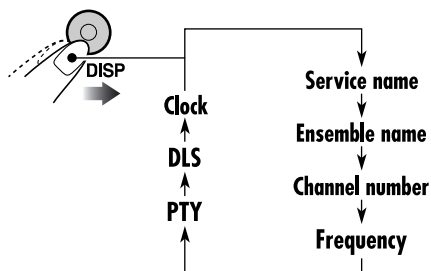 DISP
Service name
Clock
Ensemble name
DLS
Channel number
PTY
Frequency